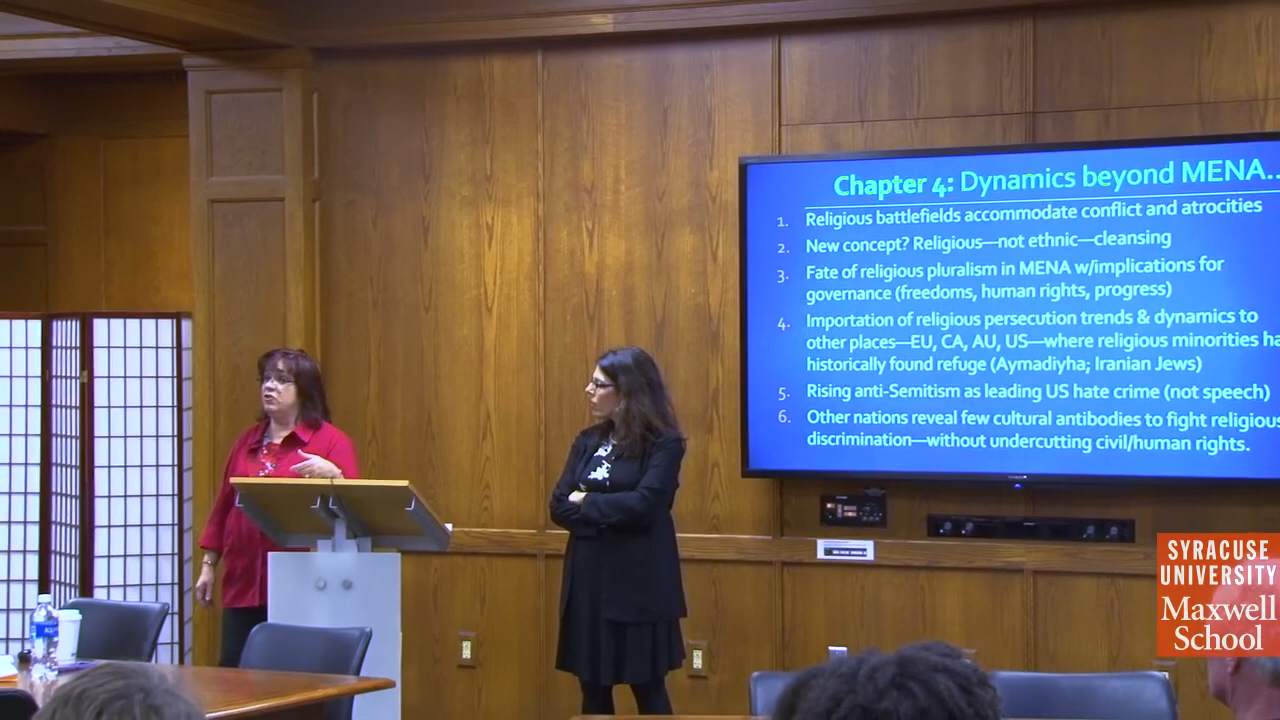 Chapter 4: Dynamics beyond MENA...
1. Religious battlefields accommodate conflict and atrocities
2. New concept? Religious—not ethnic—cleansing
3. Fate of religious pluralism in MENA w/implications for
governance (freedoms, human rights, progress)
4. Importation of religious persecution trends & dynamics to
other places—EU, CA, AU, US—where religious minorities ha
historically found refuge (Aymadiyha; Iranian Jews)
5. Rising anti-Semitism as leading US hate crime (not speech)
6. Other nations reveal few cultural antibodies to fight religious
discrimination—without undercutting civil/human rights.
SYRACUSE
UNIVERSITY
Maxwell
School